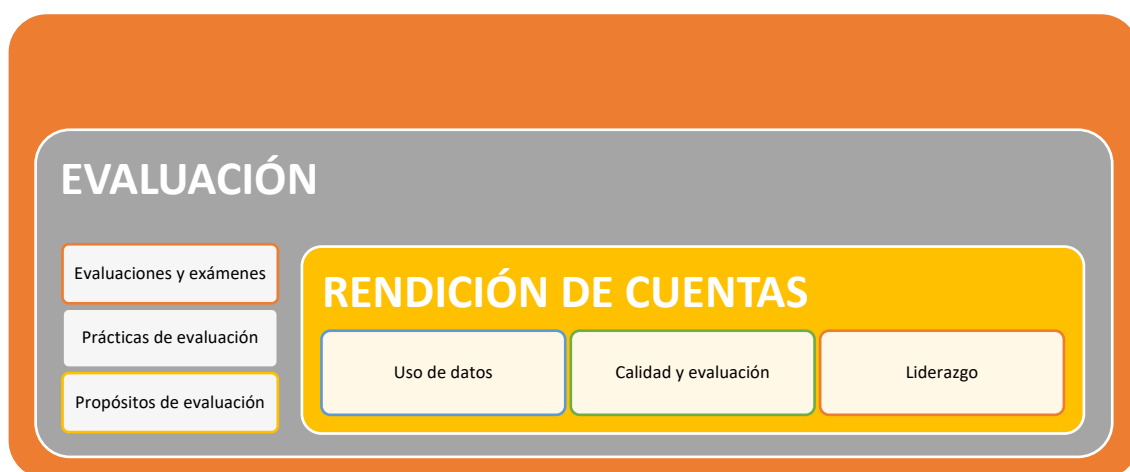 EVALUACIÓN
Evaluaciones y exámenes
Prácticas de evaluación
Propósitos de evaluación
RENDICIÓN DE CUENTAS
Uso de datos
Calidad y evaluación
Liderazgo